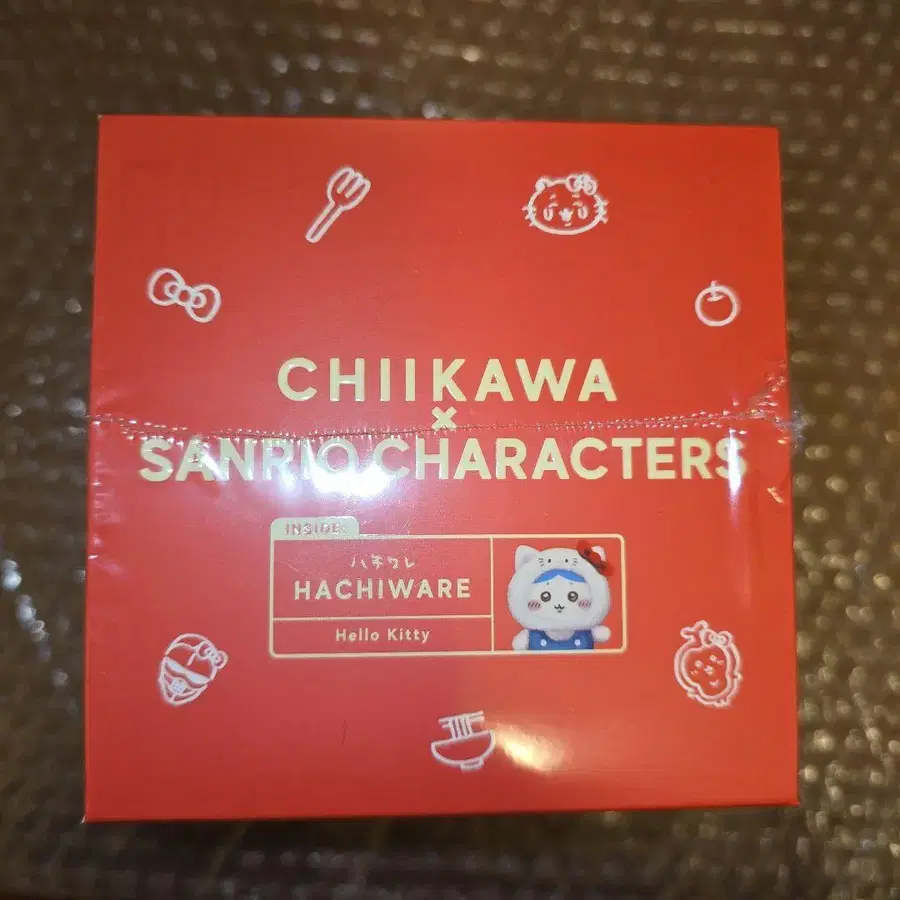 CHIIKAWA
×
SANRIO CHARACTERS
INSIDE:
ハチワレ
HACHIWARE
Hello Kitty